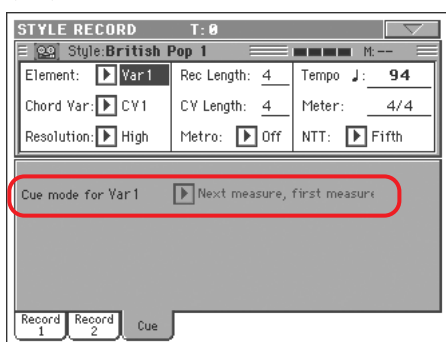 STYLE RECORD T:0
Style:British Pop 1 M:--
Element: Var1 Rec Length: 4 Tempo ♩: 94
Chord Var: CV1 CV Length: 4 Meter: 4/4
Resolution: High Metro: Off NTT: Fifth
Cue mode for Var1 Next measure, first measure
Record 1 Record 2 Cue